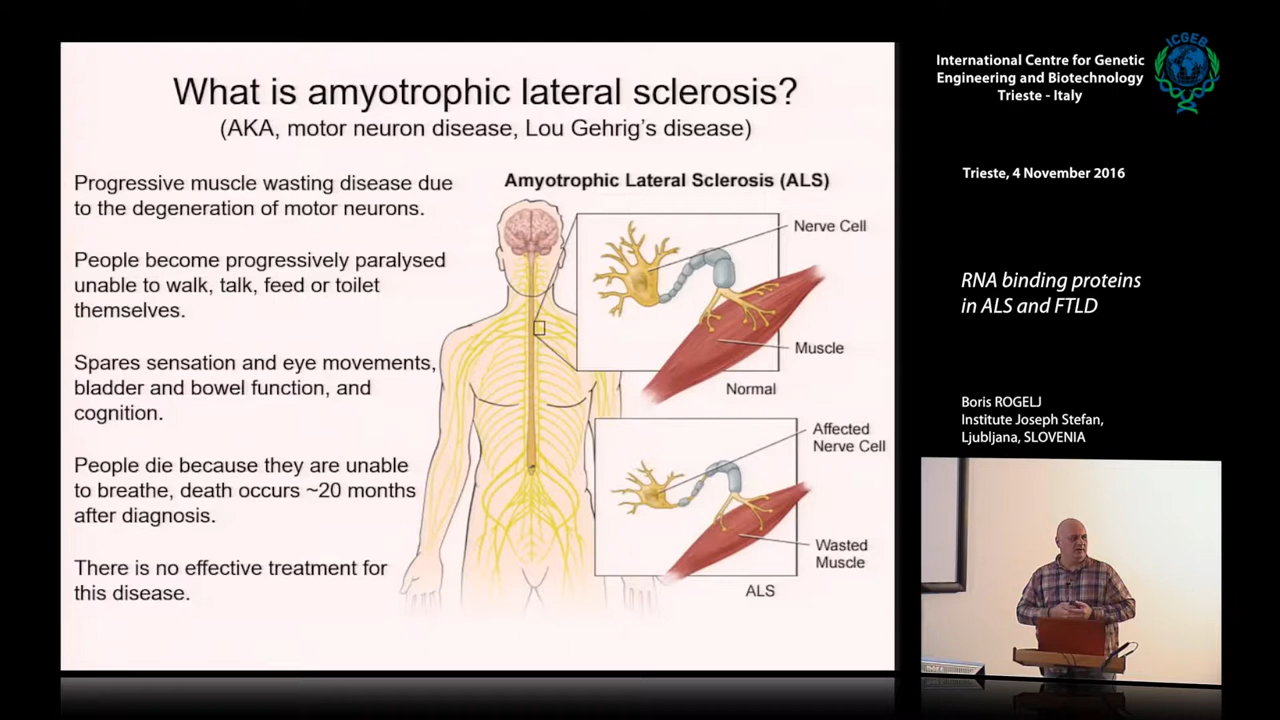 What is amyotrophic lateral sclerosis?
(AKA, motor neuron disease, Lou Gehrig's disease)
Progressive muscle wasting disease due
to the degeneration of motor neurons.
People become progressively paralysed
unable to walk, talk, feed or toilet
themselves.
Spares sensation and eye movements,
bladder and bowel function, and
cognition.
People die because they are unable
to breathe, death occurs ~20 months
after diagnosis.
There is no effective treatment for
this disease.
Amyotrophic Lateral Sclerosis (ALS)
Nerve Cell
Muscle
Normal
Affected
Nerve Cell
Wasted
Muscle
ALS
International Centre for Genetic
Engineering and Biotechnology
Trieste - Italy
ICGEB
Trieste, 4 November 2016
RNA binding proteins
in ALS and FTLD
Boris ROGELJ
Institute Joseph Stefan,
Ljubljana, SLOVENIA